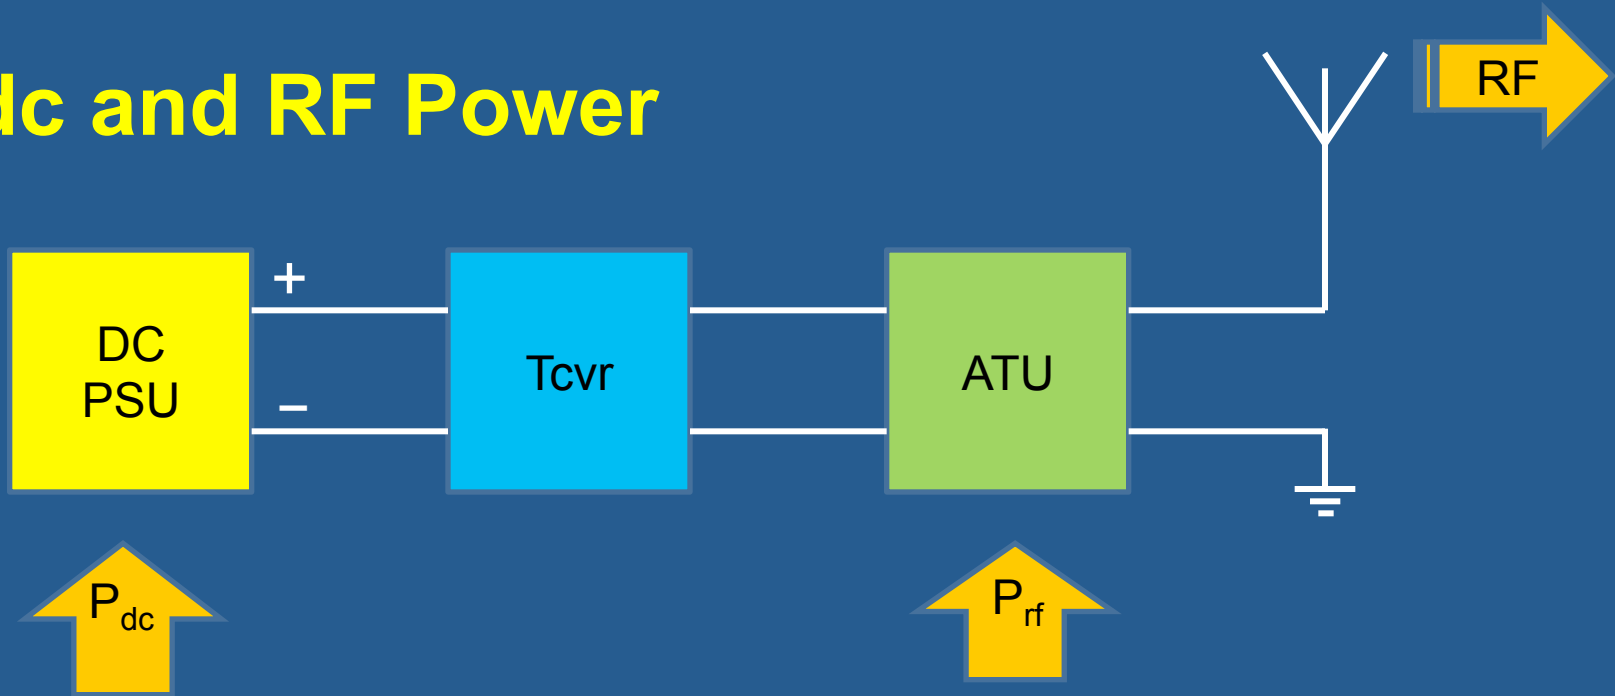 dc and RF Power
RF
+
DC
PSU
–
Tcvr
ATU
Pdc
Prf